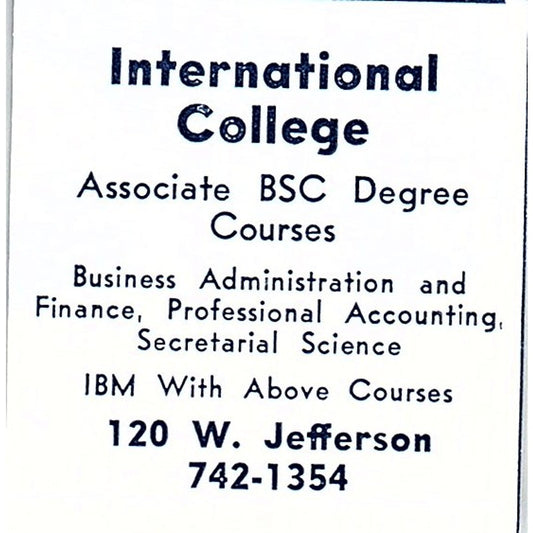 International
College
Associate BSC Degree
Courses
Business Administration and
Finance, Professional Accounting,
Secretarial Science
IBM With Above Courses
120 W. Jefferson
742-1354